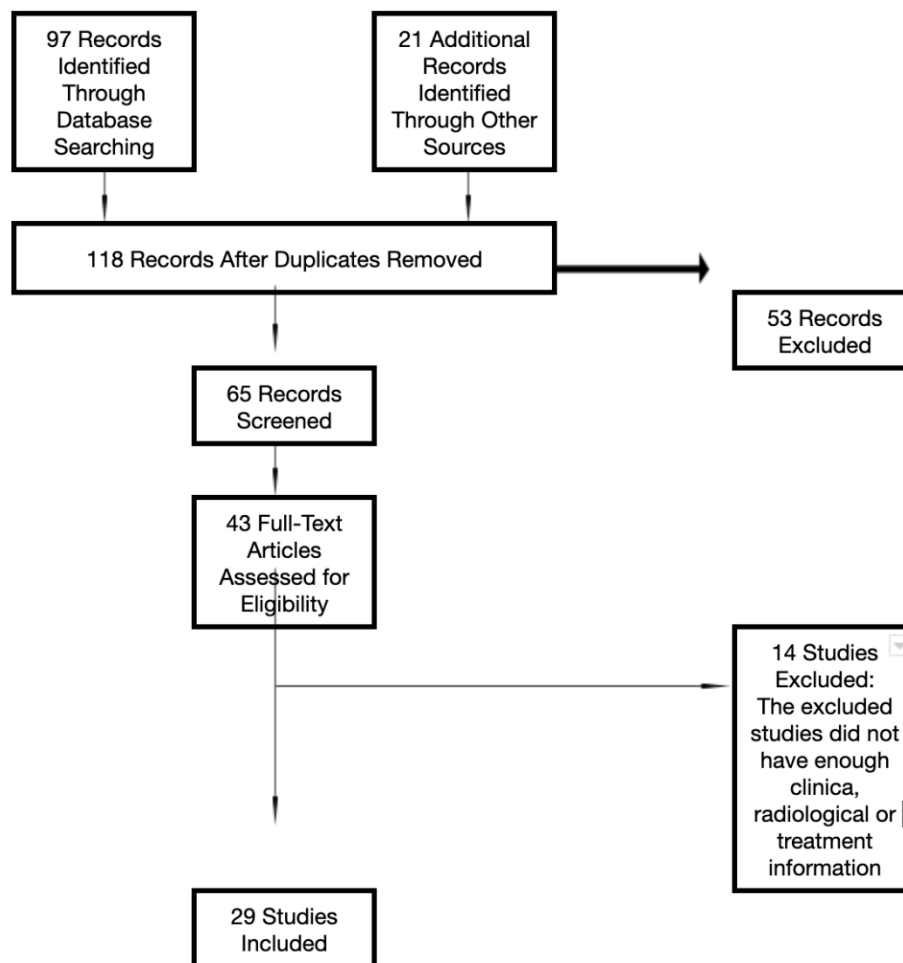 97 Records
Identified
Through
Database
Searching
21 Additional
Records
Identified
Through Other
Sources
118 Records After Duplicates Removed
53 Records
Excluded
65 Records
Screened
43 Full-Text
Articles
Assessed for
Eligibility
14 Studies
Excluded:
The excluded
studies did not
have enough
clinica,
radiological or
treatment
information
29 Studies
Included